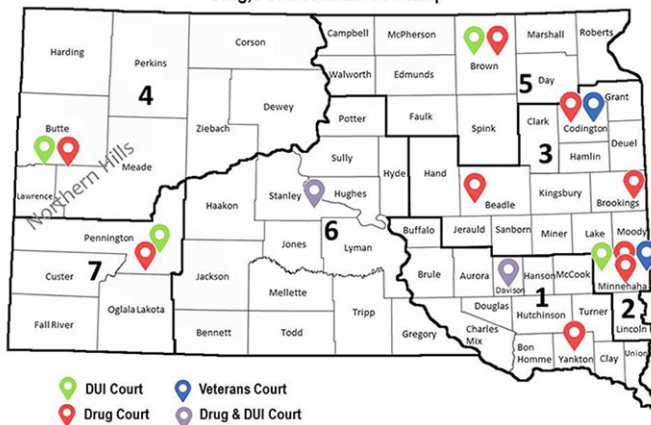 Harding
Perkins
Corson
Campbell
McPherson
Brown
Marshall
Roberts
Walworth
Edmunds
Day
5
4
Dewey
Grant
Butte
Ziebach
Potter
Faulk
Spink
Clark
Codington
3
Deuel
Hamlin
Northern Hills
Meade
Sully
Hyde
Hand
Lawrence
Haakon
Stanley
Hughes
Beadle
Kingsbury
Brookings
6
Pennington
Jones
Lyman
Buffalo
Jerauld
Sanborn
Miner
Lake
Moody
7
Custer
Jackson
Brule
Aurora
Davison
Hanson
McCook
Minnehaha
Mellette
1
2
Oglala Lakota
Tripp
Douglas
Hutchinson
Turner
Lincoln
Fall River
Bennett
Todd
Gregory
Charles
Mix
Bon
Homme
Yankton
Clay
Union
DUI Court
Veterans Court
Drug Court
Drug & DUI Court